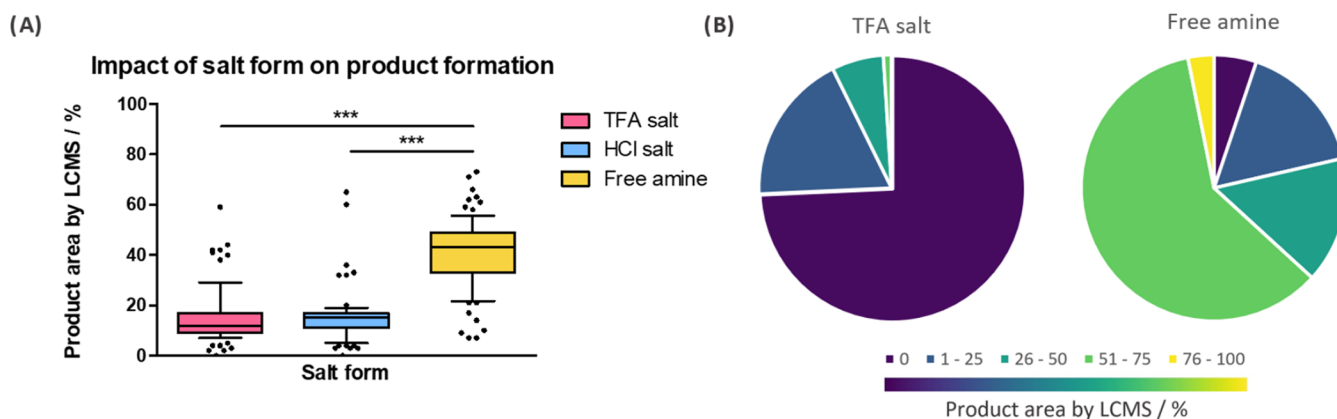 (A)
Impact of salt form on product formation
Product area by LCMS / %
100
80
60
40
20
0
***
***
Salt form
TFA salt
HCl salt
Free amine
(B)
TFA salt
Free amine
0 1 - 25 26 - 50 51 - 75 76 - 100
Product area by LCMS / %